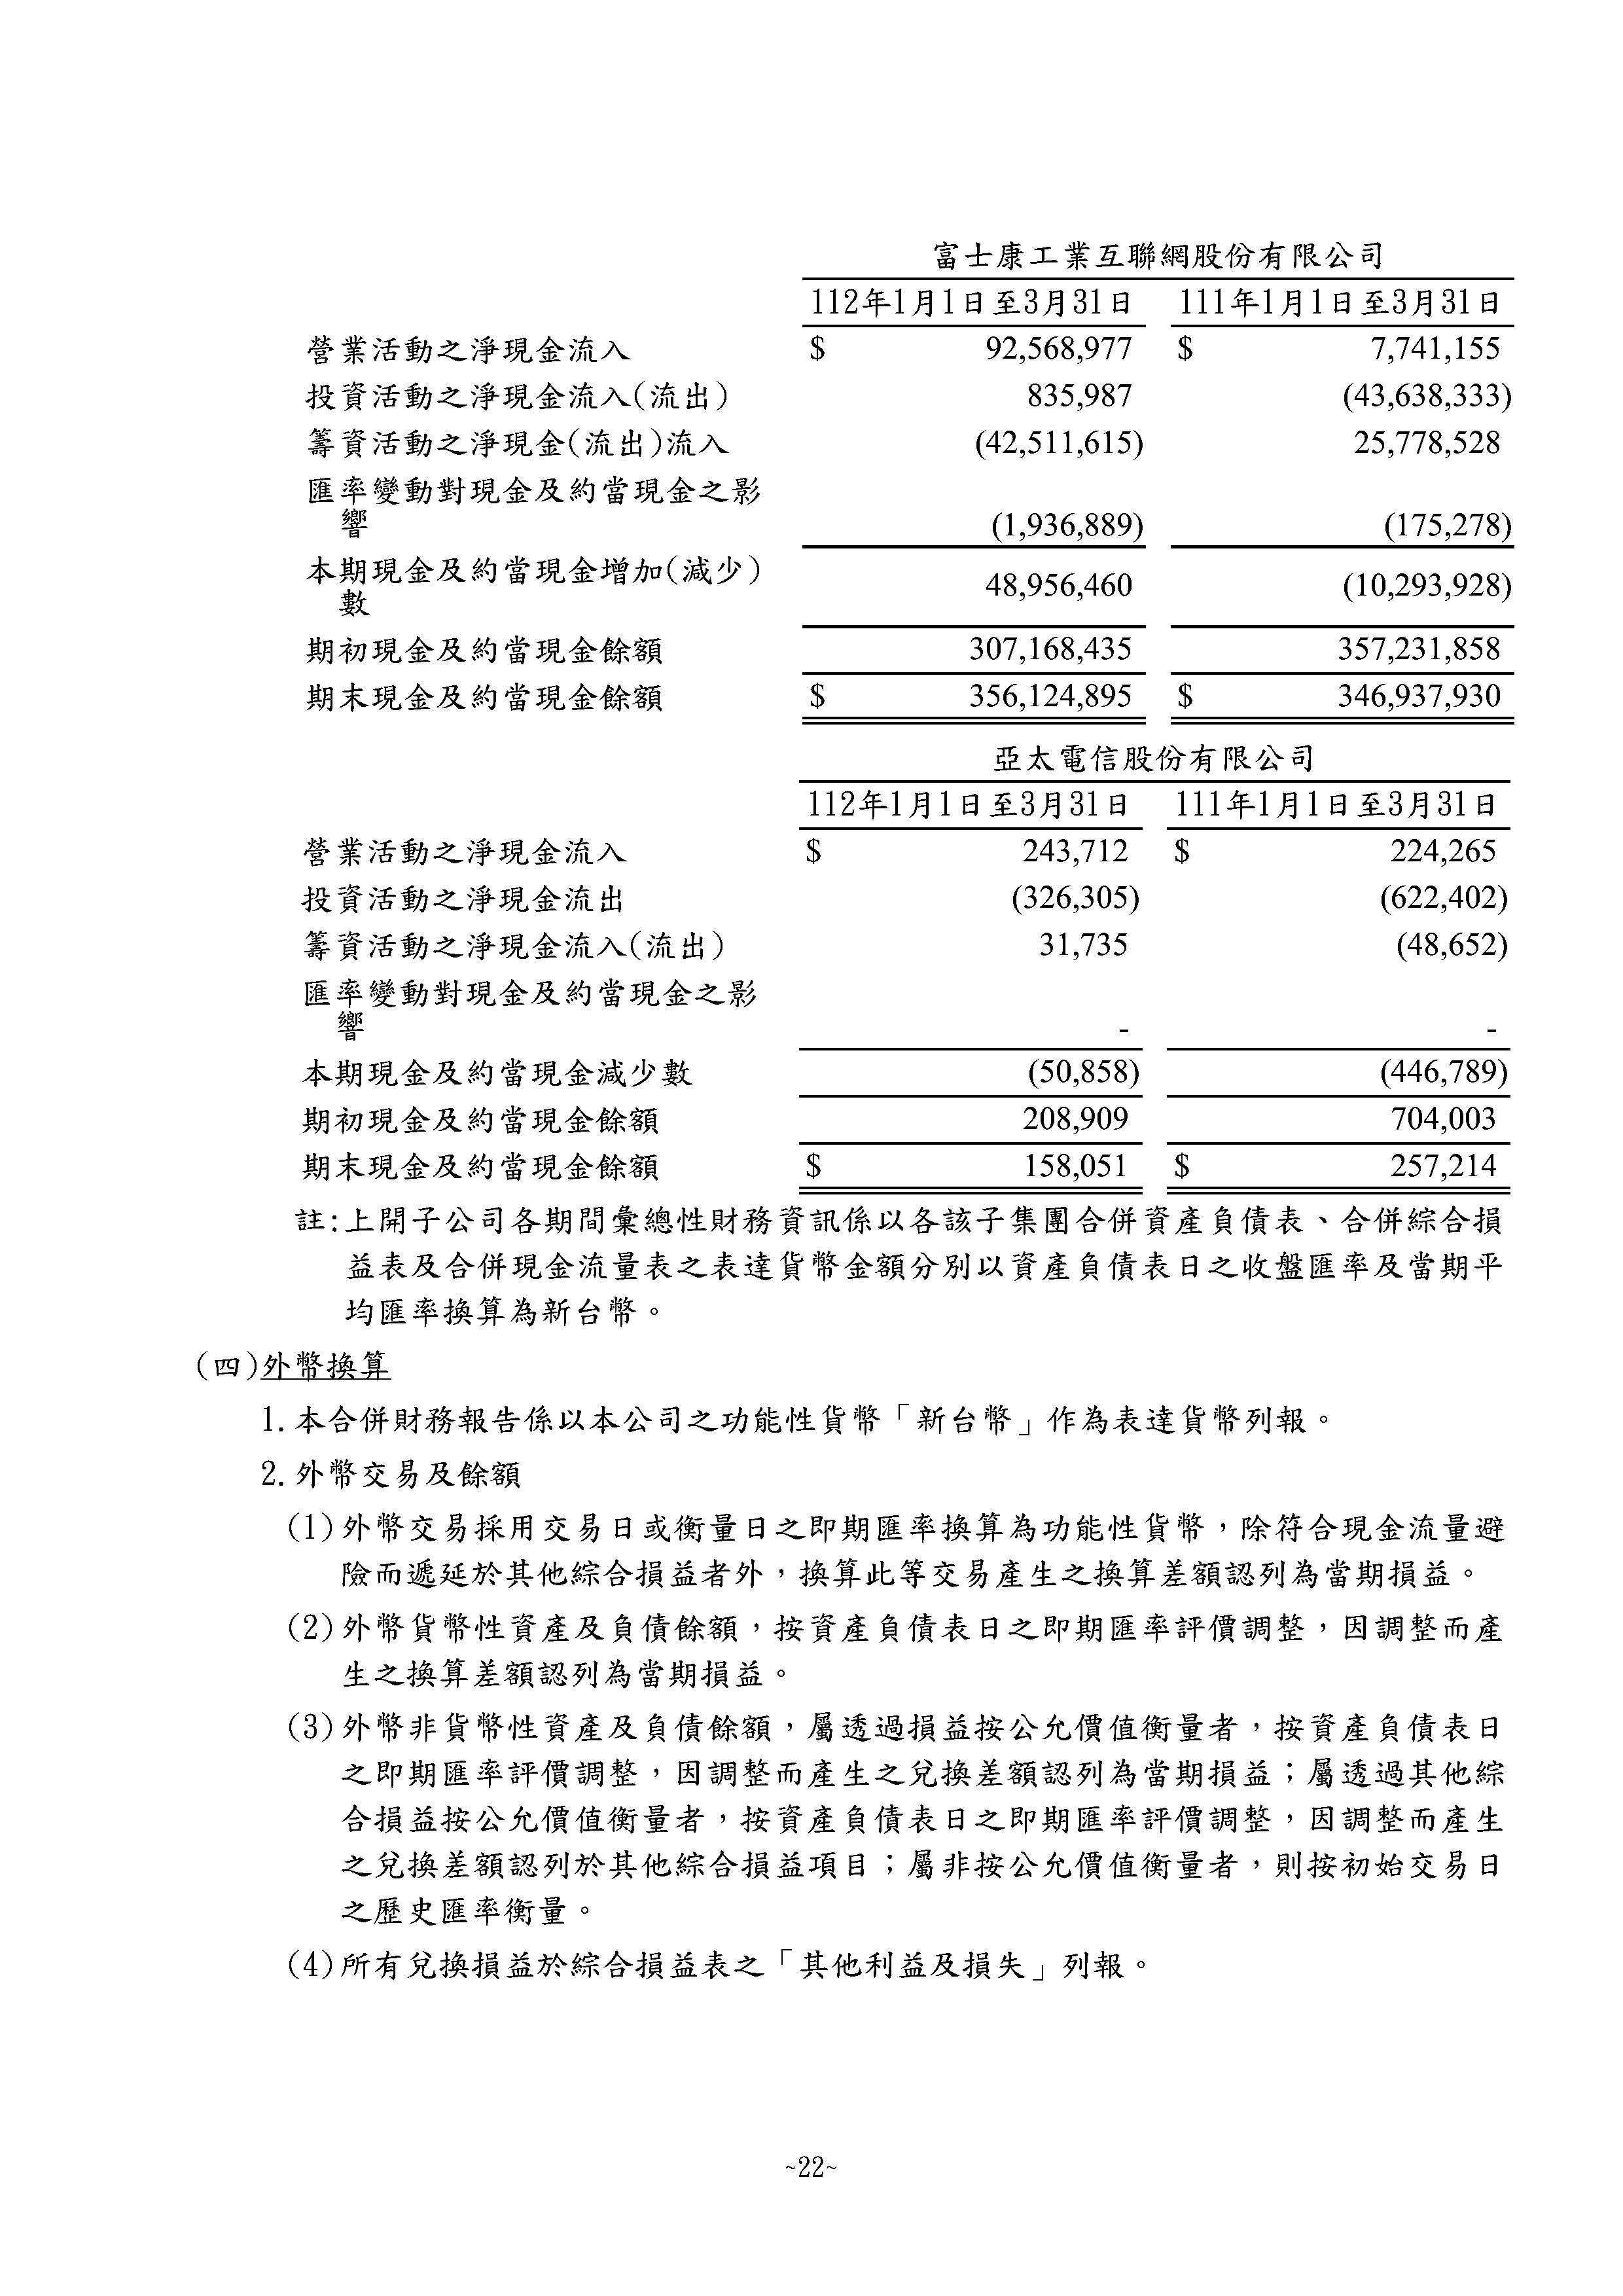 富士康工業互聯網股份有限公司
112年1月1日至3月31日 111年1月1日至3月31日
營業活動之淨現金流入 $ 92,568,977 $ 7,741,155
投資活動之淨現金流入(流出) 835,987 (43,638,333)
籌資活動之淨現金(流出)流入 (42,511,615) 25,778,528
匯率變動對現金及約當現金之影
響 (1,936,889) (175,278)
本期現金及約當現金增加(減少)
數 48,956,460 (10,293,928)
期初現金及約當現金餘額 307,168,435 357,231,858
期末現金及約當現金餘額 $ 356,124,895 $ 346,937,930
亞太電信股份有限公司
112年1月1日至3月31日 111年1月1日至3月31日
營業活動之淨現金流入 $ 243,712 $ 224,265
投資活動之淨現金流出 (326,305) (622,402)
籌資活動之淨現金流入(流出) 31,735 (48,652)
匯率變動對現金及約當現金之影
響 - -
本期現金及約當現金減少數 (50,858) (446,789)
期初現金及約當現金餘額 208,909 704,003
期末現金及約當現金餘額 $ 158,051 $ 257,214
註:上開子公司各期間彙總性財務資訊係以各該子集團合併資產負債表、合併綜合損
益表及合併現金流量表之表達貨幣金額分別以資產負債表日之收盤匯率及當期平
均匯率換算為新台幣。
(四)外幣換算
1.本合併財務報告係以本公司之功能性貨幣「新台幣」作為表達貨幣列報。
2.外幣交易及餘額
(1)外幣交易採用交易日或衡量日之即期匯率換算為功能性貨幣，除符合現金流量避
險而遞延於其他綜合損益者外，換算此等交易產生之換算差額認列為當期損益。
(2)外幣貨幣性資產及負債餘額，按資產負債表日之即期匯率評價調整，因調整而產
生之換算差額認列為當期損益。
(3)外幣非貨幣性資產及負債餘額，屬透過損益按公允價值衡量者，按資產負債表日
之即期匯率評價調整，因調整而產生之兌換差額認列為當期損益；屬透過其他綜
合損益按公允價值衡量者，按資產負債表日之即期匯率評價調整，因調整而產生
之兌換差額認列於其他綜合損益項目；屬非按公允價值衡量者，則按初始交易日
之歷史匯率衡量。
(4)所有兌換損益於綜合損益表之「其他利益及損失」列報。
~22~